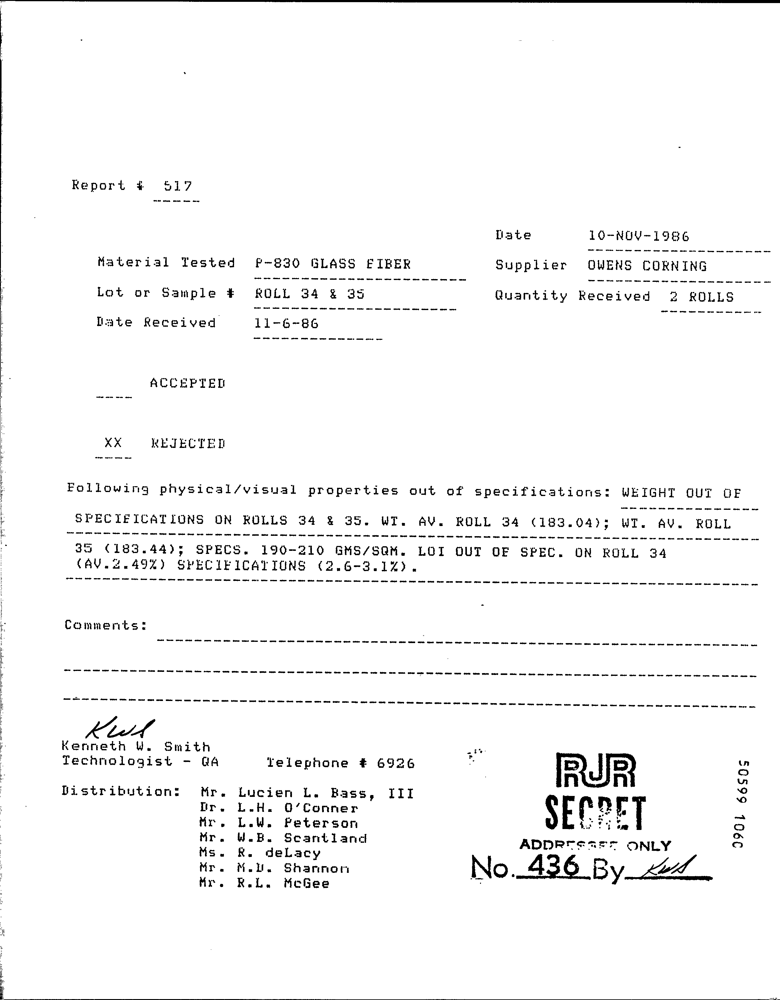 Report # 517
Date 10-NOV-1986
Material Tested P-830 GLASS FIBER Supplier OWENS CORNING
Lot or Sample # ROLL 34 & 35 Quantity Received 2 ROLLS
Date Received 11-6-86
ACCEPTED
XX REJECTED
Following physical/visual properties out of specifications: WEIGHT OUT OF
SPECIFICATIONS ON ROLLS 34 & 35. WT. AV. ROLL 34 (183.04); WT. AV. ROLL
35 (183.44); SPECS. 190-210 GMS/SQM. LOI OUT OF SPEC. ON ROLL 34
(AV.2.49%) SPECIFICATIONS (2.6-3.1%).
Comments:
KWS
Kenneth W. Smith
Technologist - QA Telephone # 6926
Distribution: Mr. Lucien L. Bass, III
Dr. L.H. O'Conner
Mr. L.W. Peterson
Mr. W.B. Scantland
Ms. R. deLacy
Mr. M.D. Shannon
Mr. R.L. McGee
RJR
SECRET
ADDRESSEE ONLY
No. 436 By KWS
50599 1060